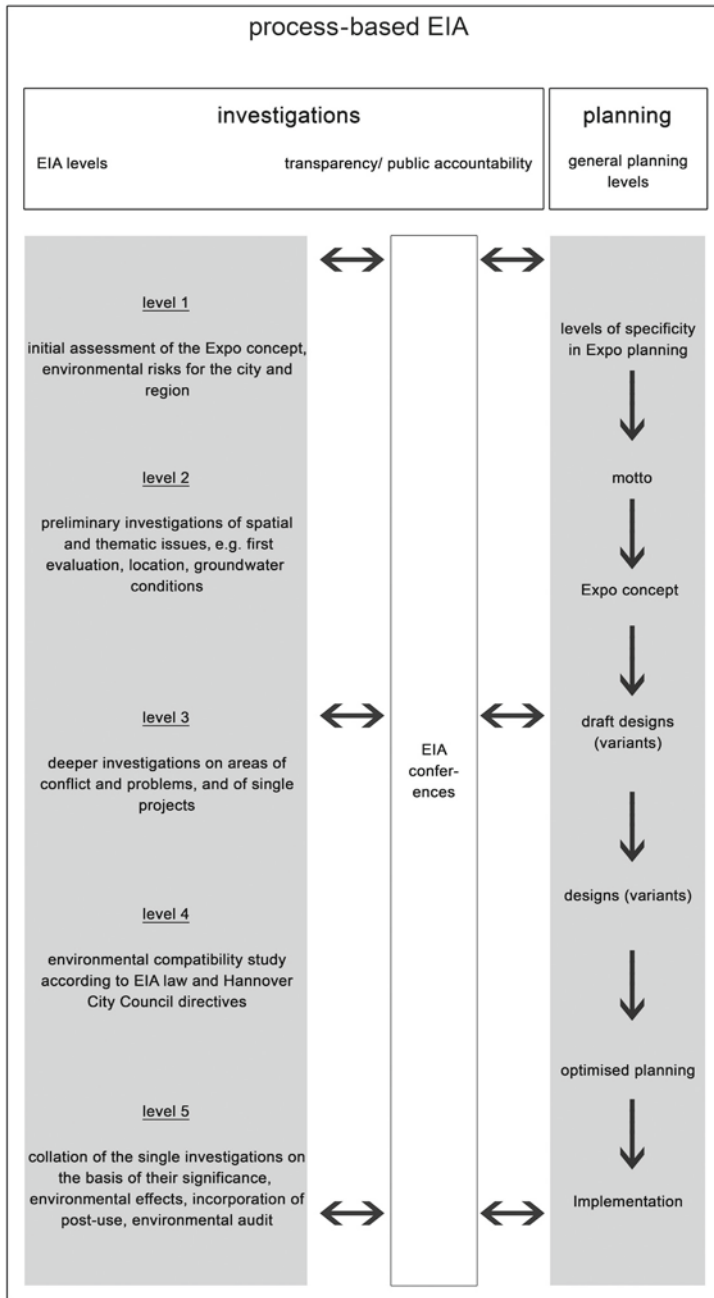 process-based EIA
investigations
EIA levels
transparency/ public accountability
planning
general planning
levels
level 1
initial assessment of the Expo concept,
environmental risks for the city and
region
level 2
preliminary investigations of spatial
and thematic issues, e.g. first
evaluation, location, groundwater
conditions
level 3
deeper investigations on areas of
conflict and problems, and of single
projects
level 4
environmental compatibility study
according to EIA law and Hannover
City Council directives
level 5
collation of the single investigations on
the basis of their significance,
environmental effects, incorporation of
post-use, environmental audit
EIA
confer-
ences
levels of specificity
in Expo planning
motto
Expo concept
draft designs
(variants)
designs (variants)
optimised planning
Implementation